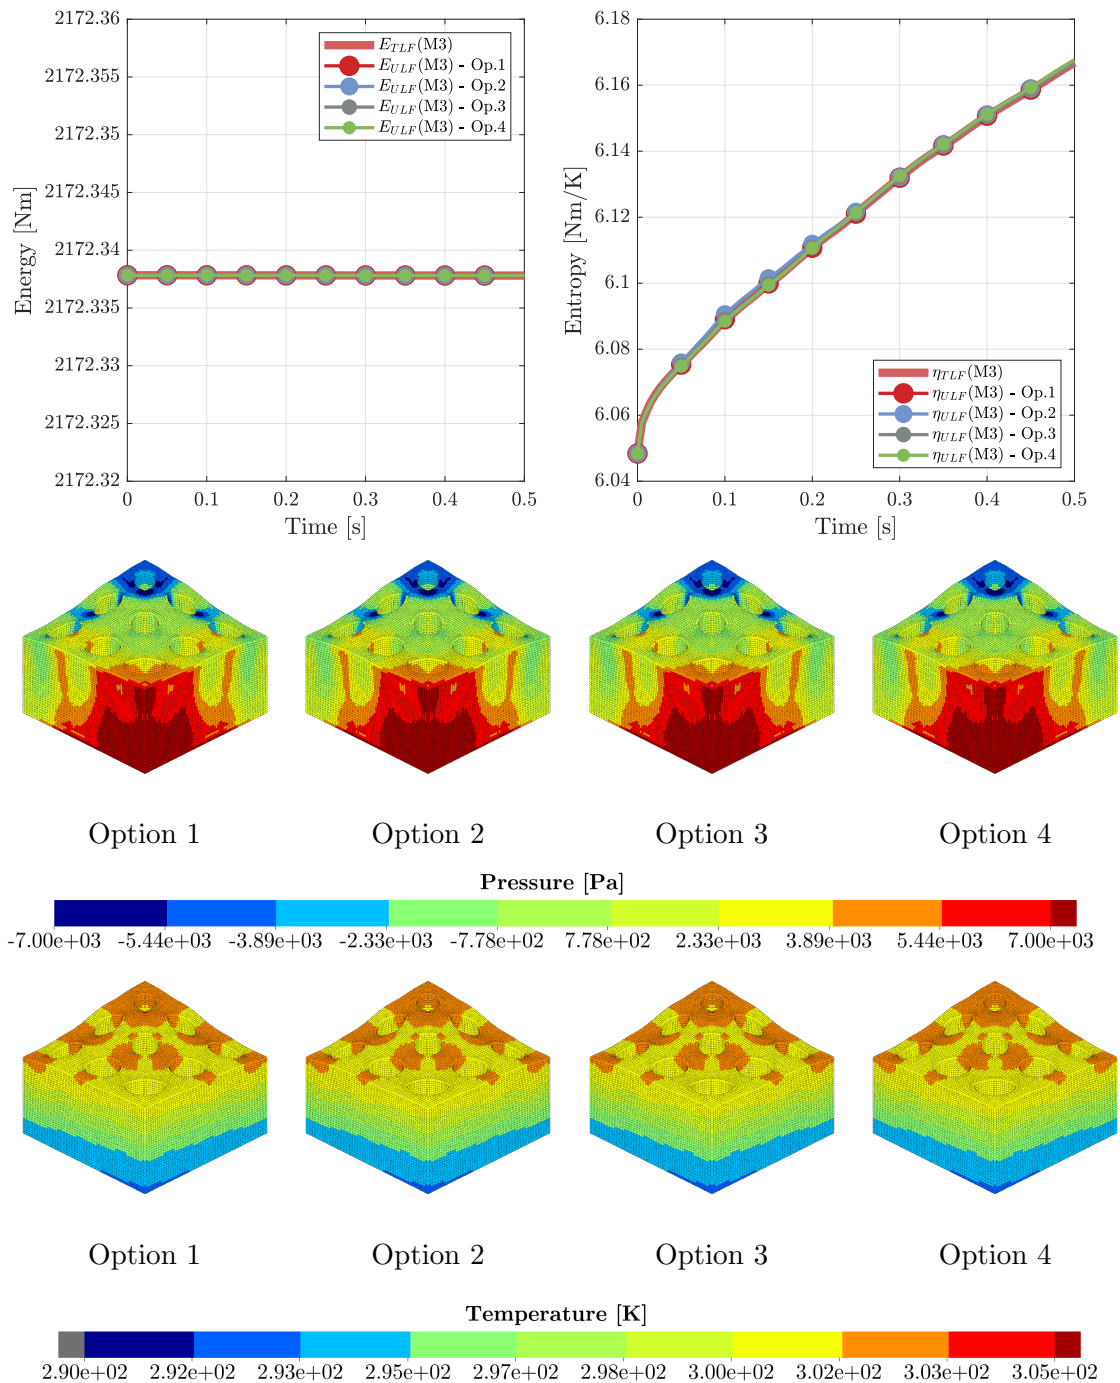 2172.36
2172.355
2172.35
2172.345
2172.34
2172.335
2172.33
2172.325
2172.32
Energy [Nm]
0 0.1 0.2 0.3 0.4 0.5
Time [s]
E_TLF(M3)
E_ULF(M3) - Op.1
E_ULF(M3) - Op.2
E_ULF(M3) - Op.3
E_ULF(M3) - Op.4
6.18
6.16
6.14
6.12
6.1
6.08
6.06
6.04
Entropy [Nm/K]
0 0.1 0.2 0.3 0.4 0.5
Time [s]
η_TLF(M3)
η_ULF(M3) - Op.1
η_ULF(M3) - Op.2
η_ULF(M3) - Op.3
η_ULF(M3) - Op.4
Option 1 Option 2 Option 3 Option 4
Pressure [Pa]
-7.00e+03 -5.44e+03 -3.89e+03 -2.33e+03 -7.78e+02 7.78e+02 2.33e+03 3.89e+03 5.44e+03 7.00e+03
Option 1 Option 2 Option 3 Option 4
Temperature [K]
2.90e+02 2.92e+02 2.93e+02 2.95e+02 2.97e+02 2.98e+02 3.00e+02 3.02e+02 3.03e+02 3.05e+02